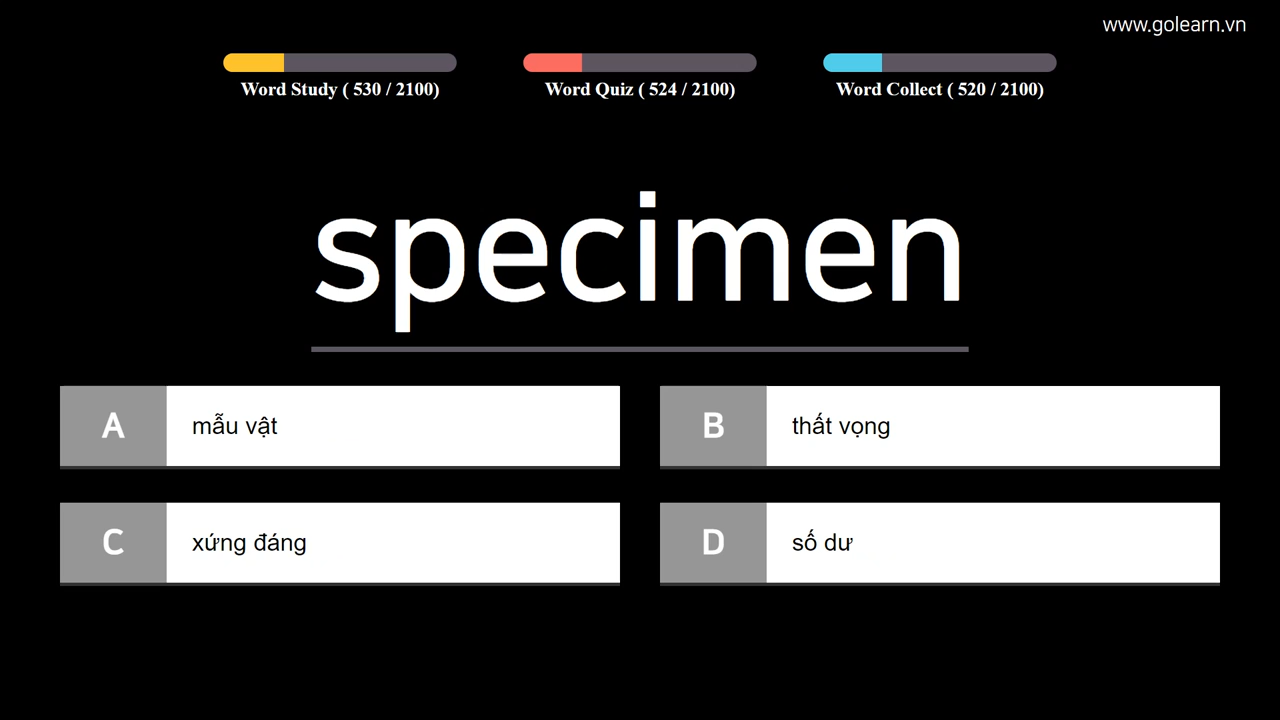 www.golearn.vn
Word Study ( 530 / 2100)
Word Quiz ( 524 / 2100)
Word Collect ( 520 / 2100)
specimen
A mẫu vật
B thất vọng
C xứng đáng
D số dư